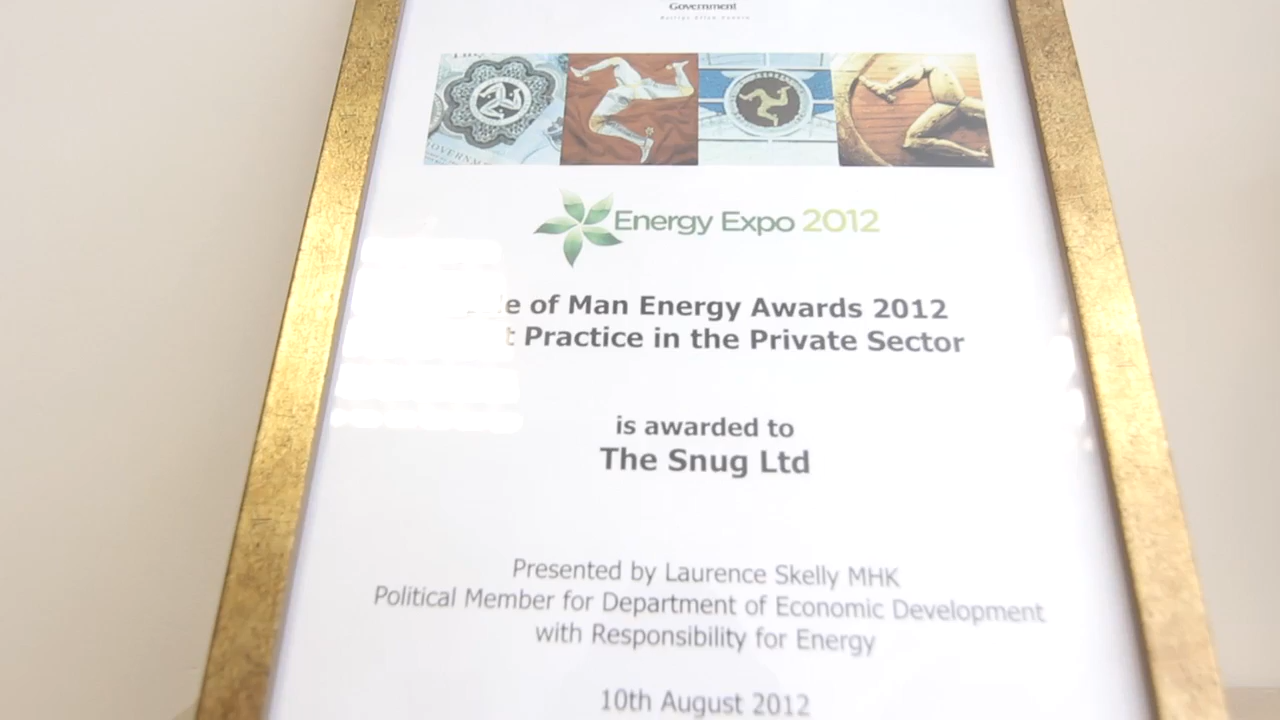 Government
Energy Expo 2012
e of Man Energy Awards 2012
t Practice in the Private Sector
is awarded to
The Snug Ltd
Presented by Laurence Skelly MHK
Political Member for Department of Economic Development
with Responsibility for Energy
10th August 2012